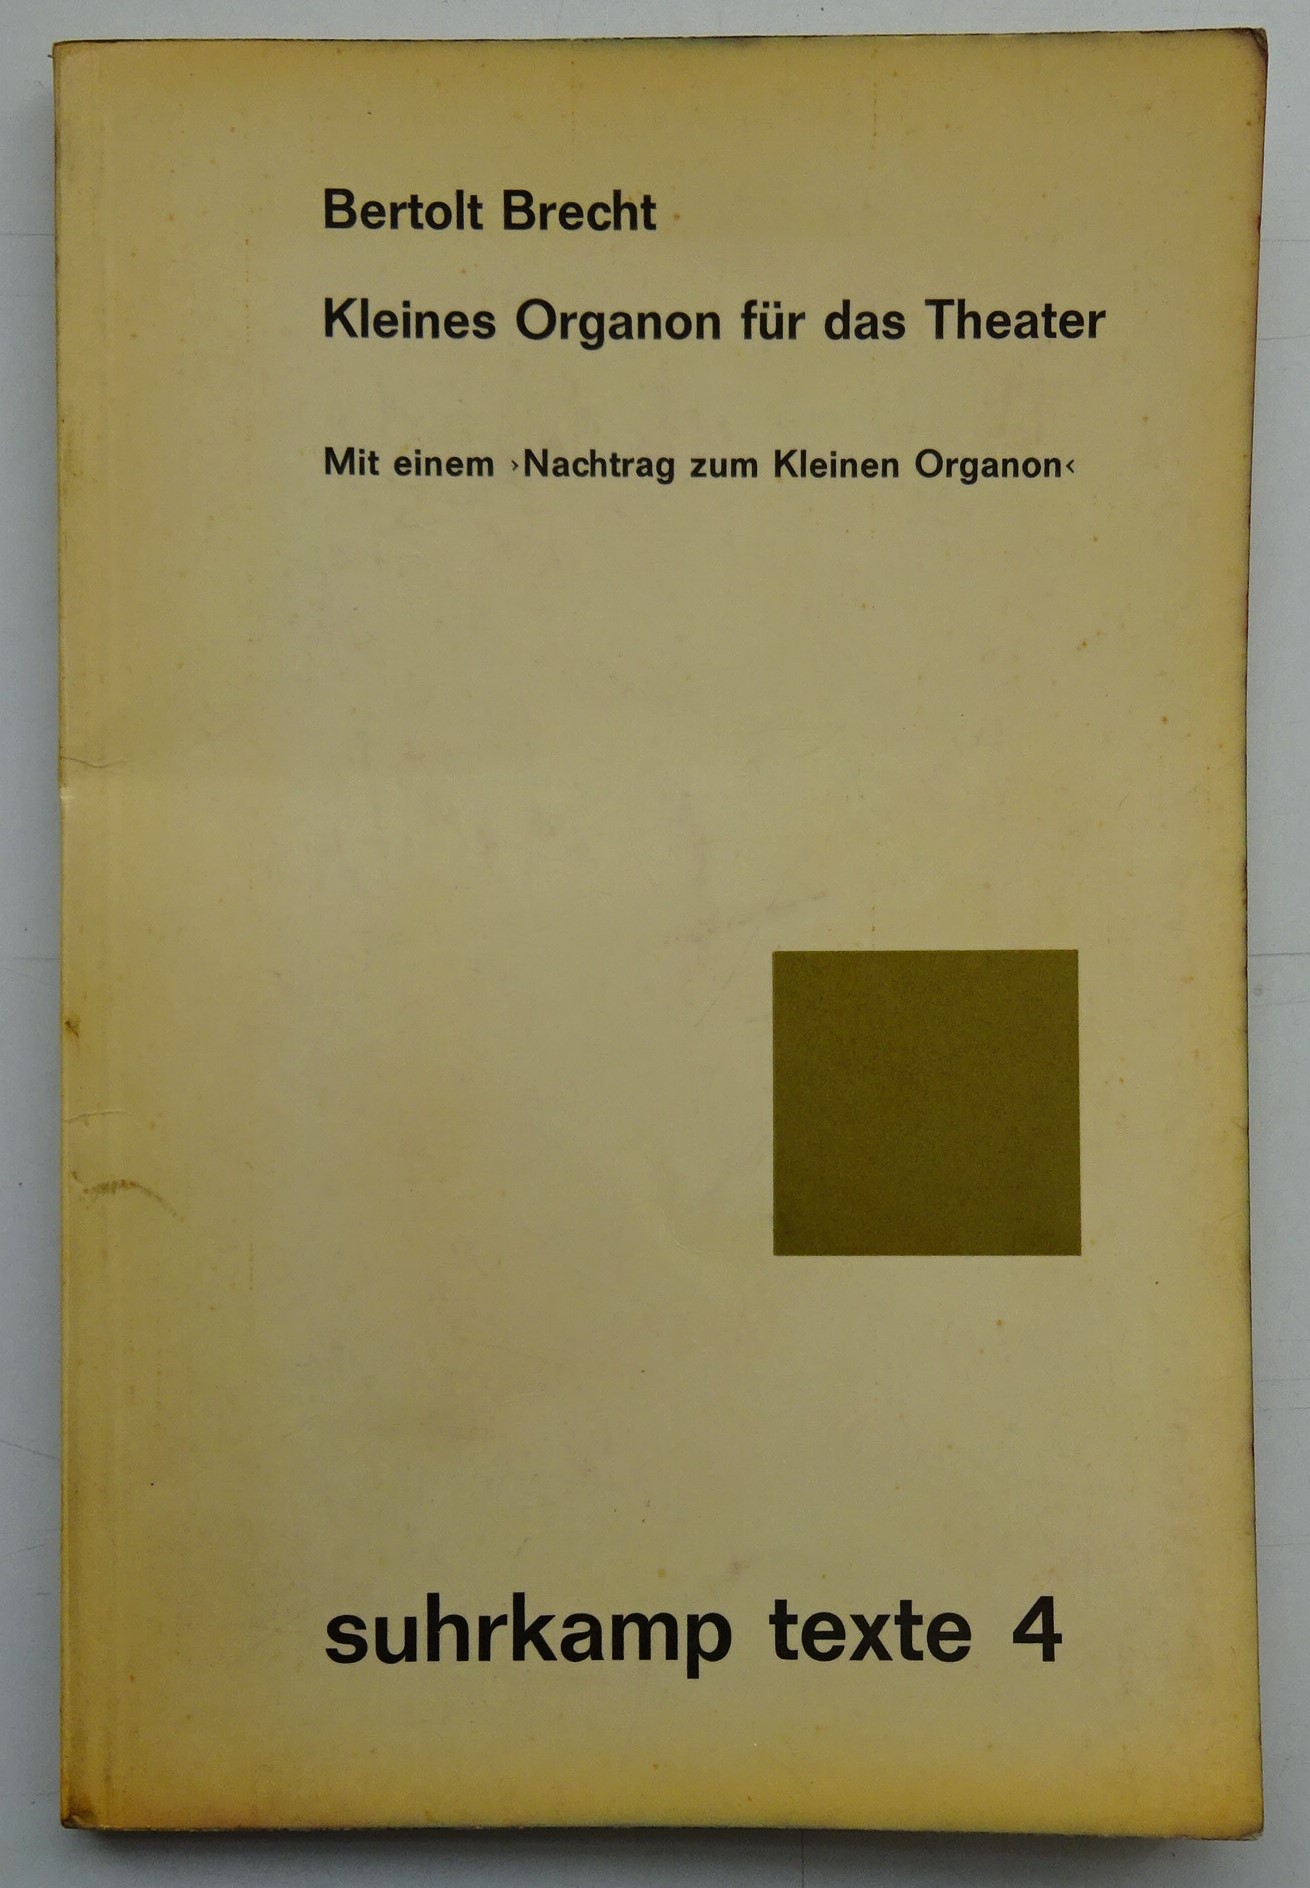 Bertolt Brecht
Kleines Organon für das Theater
Mit einem ›Nachtrag zum Kleinen Organon‹
suhrkamp texte 4